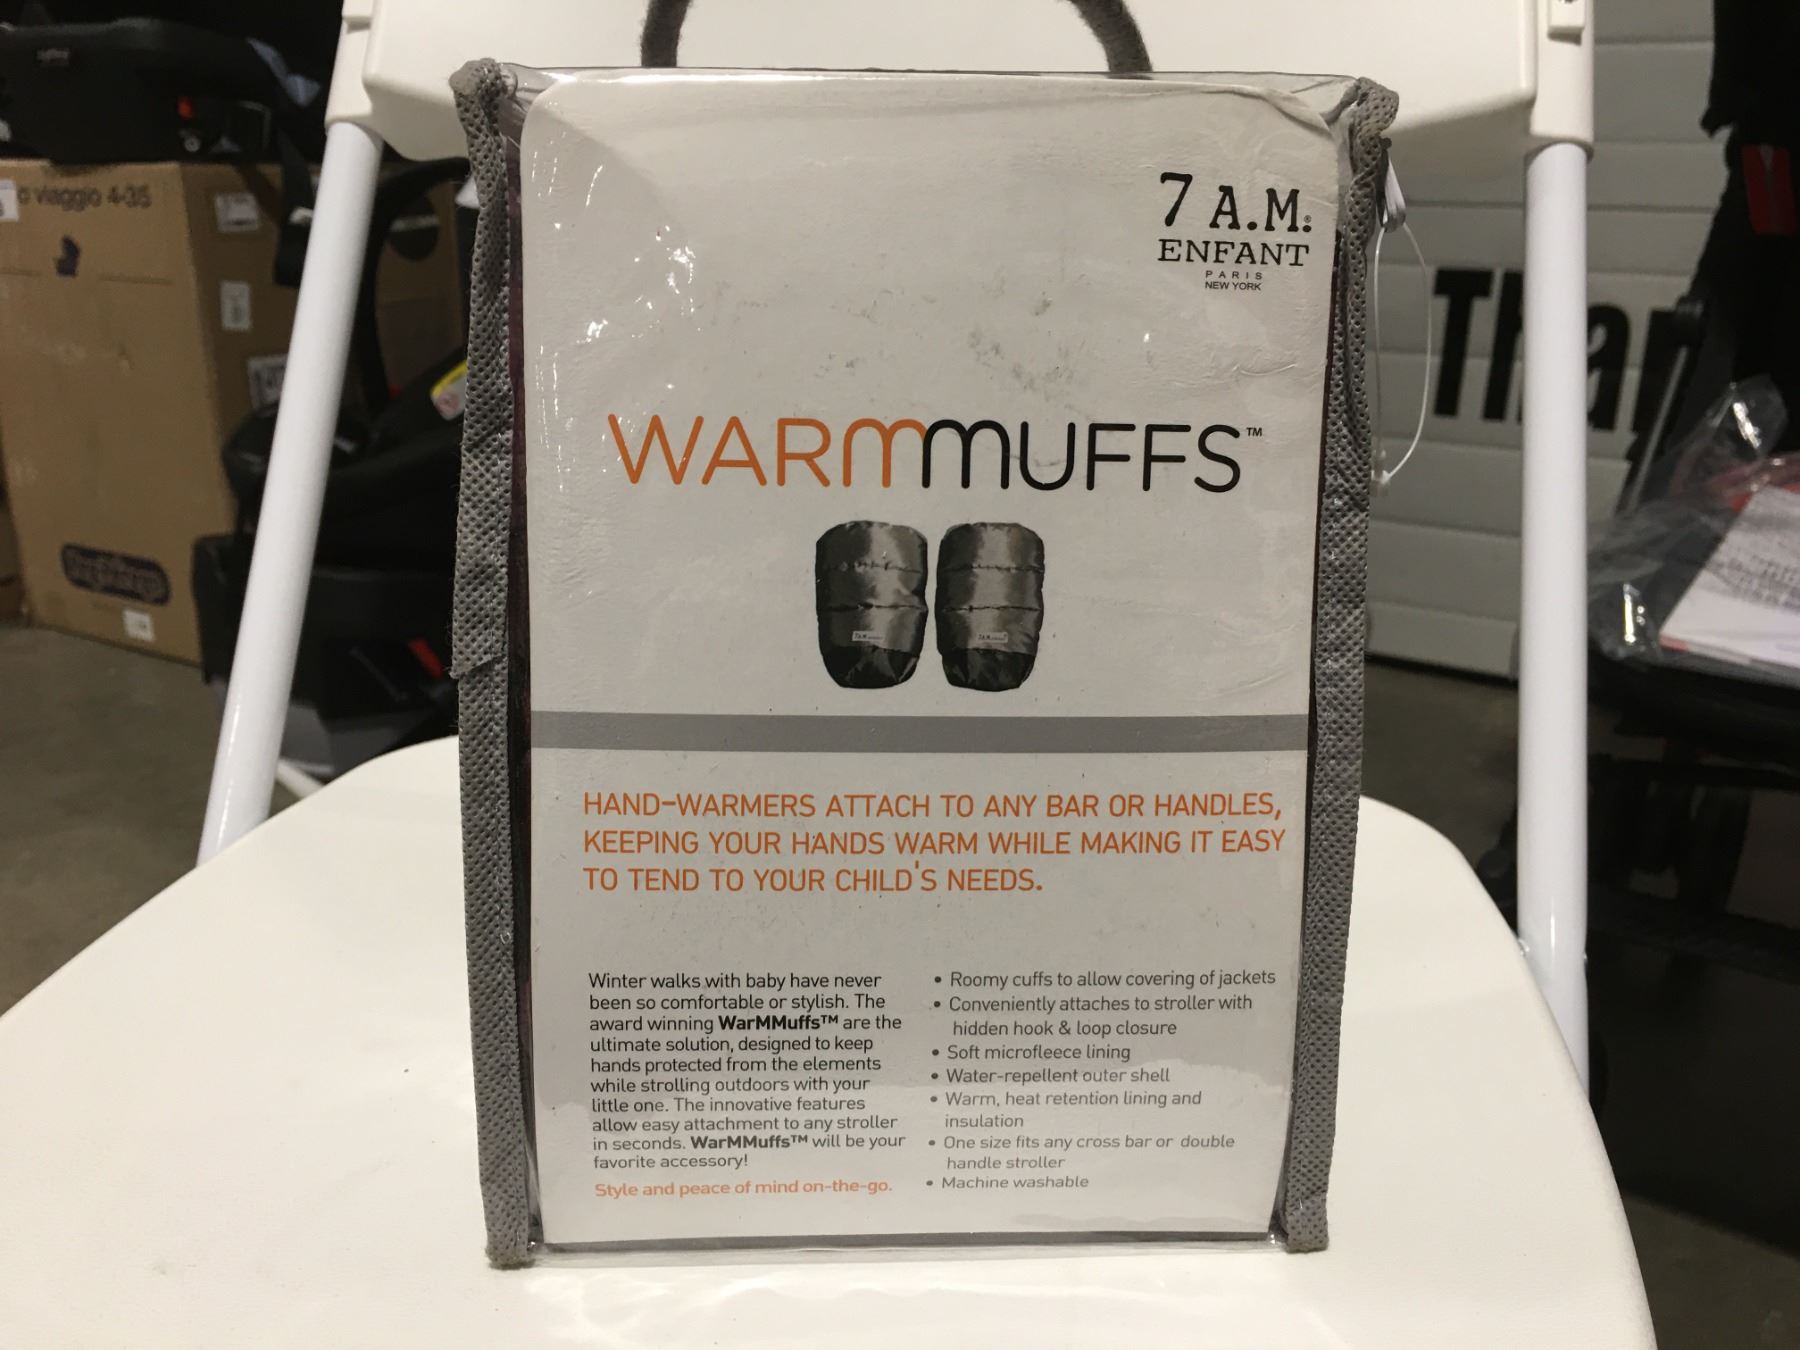 7 A.M.®
ENFANT
PARIS
NEW YORK
WARMMUFFS™
HAND-WARMERS ATTACH TO ANY BAR OR HANDLES,
KEEPING YOUR HANDS WARM WHILE MAKING IT EASY
TO TEND TO YOUR CHILD'S NEEDS.
Winter walks with baby have never
been so comfortable or stylish. The
award winning WarMMuffs™ are the
ultimate solution, designed to keep
hands protected from the elements
while strolling outdoors with your
little one. The innovative features
allow easy attachment to any stroller
in seconds. WarMMuffs™ will be your
favorite accessory!
Style and peace of mind on-the-go.
• Roomy cuffs to allow covering of jackets
• Conveniently attaches to stroller with
hidden hook & loop closure
• Soft microfleece lining
• Water-repellent outer shell
• Warm, heat retention lining and
insulation
• One size fits any cross bar or double
handle stroller
• Machine washable
viaggio 4-35
Tha